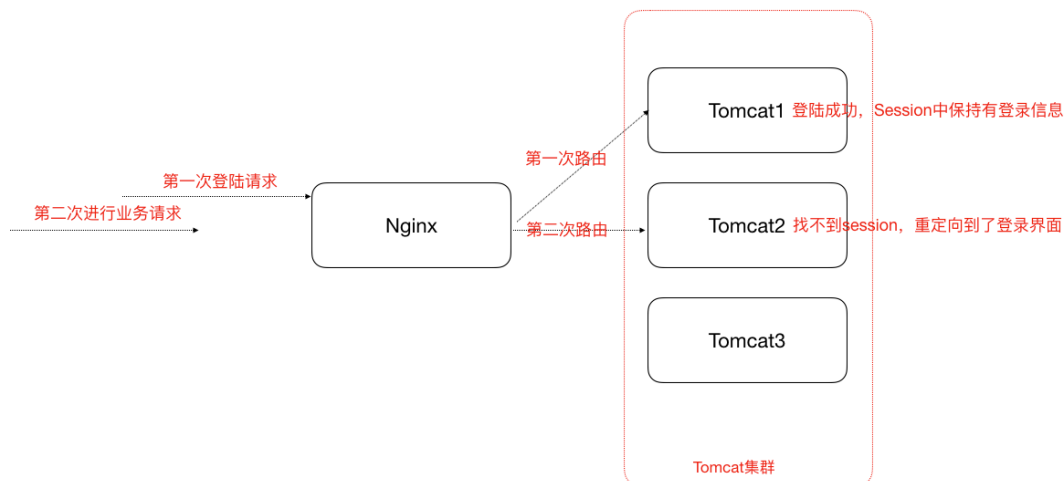 Tomcat1
登陆成功，Session中保持有登录信息
第一次路由
第一次登陆请求
第二次进行业务请求
Nginx
第二次路由
Tomcat2
找不到session，重定向到了登录界面
Tomcat3
Tomcat集群